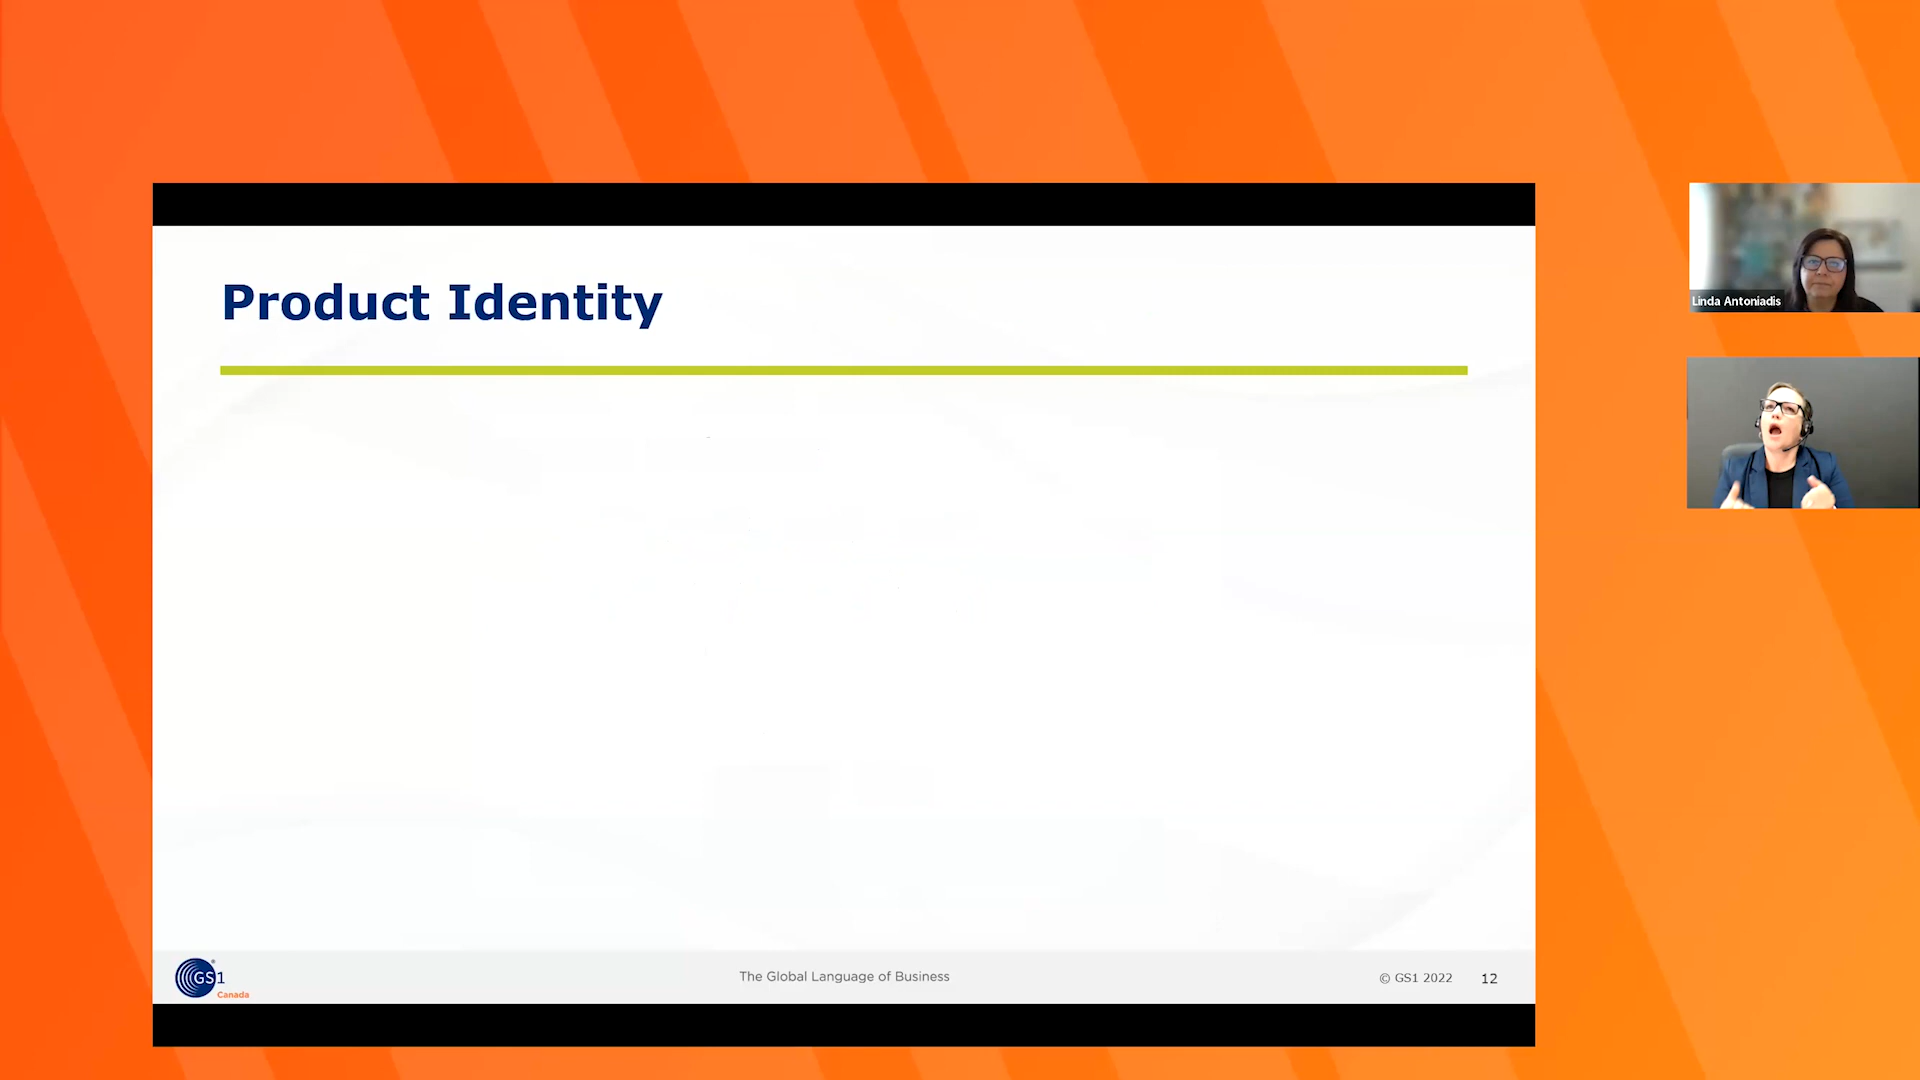 Product Identity
Linda Antoniadis
GS1
Canada
The Global Language of Business
© GS1 2022
12